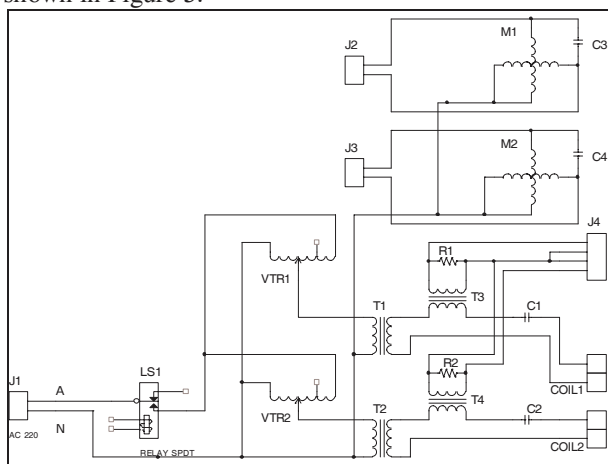 shown in Figure 3.
M1
J2
C3
M2
J3
C4
J4
R1
VTR1
T3
T1
C1
LS1
R2
J1
A
COIL1
VTR2
T4
N
T2
C2
AC 220
RELAY SPDT
COIL2